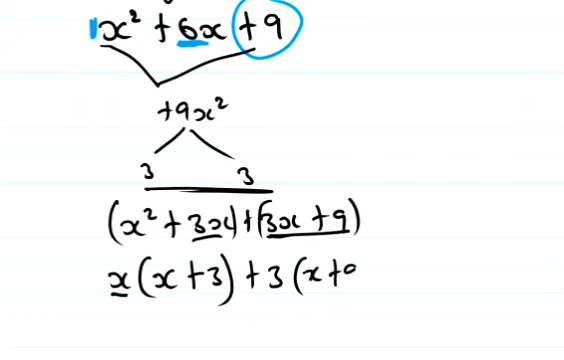 1x² + 6x +9
+9x²
3 3
(x² + 3x) + (3x + 9)
x(x + 3) + 3(x +